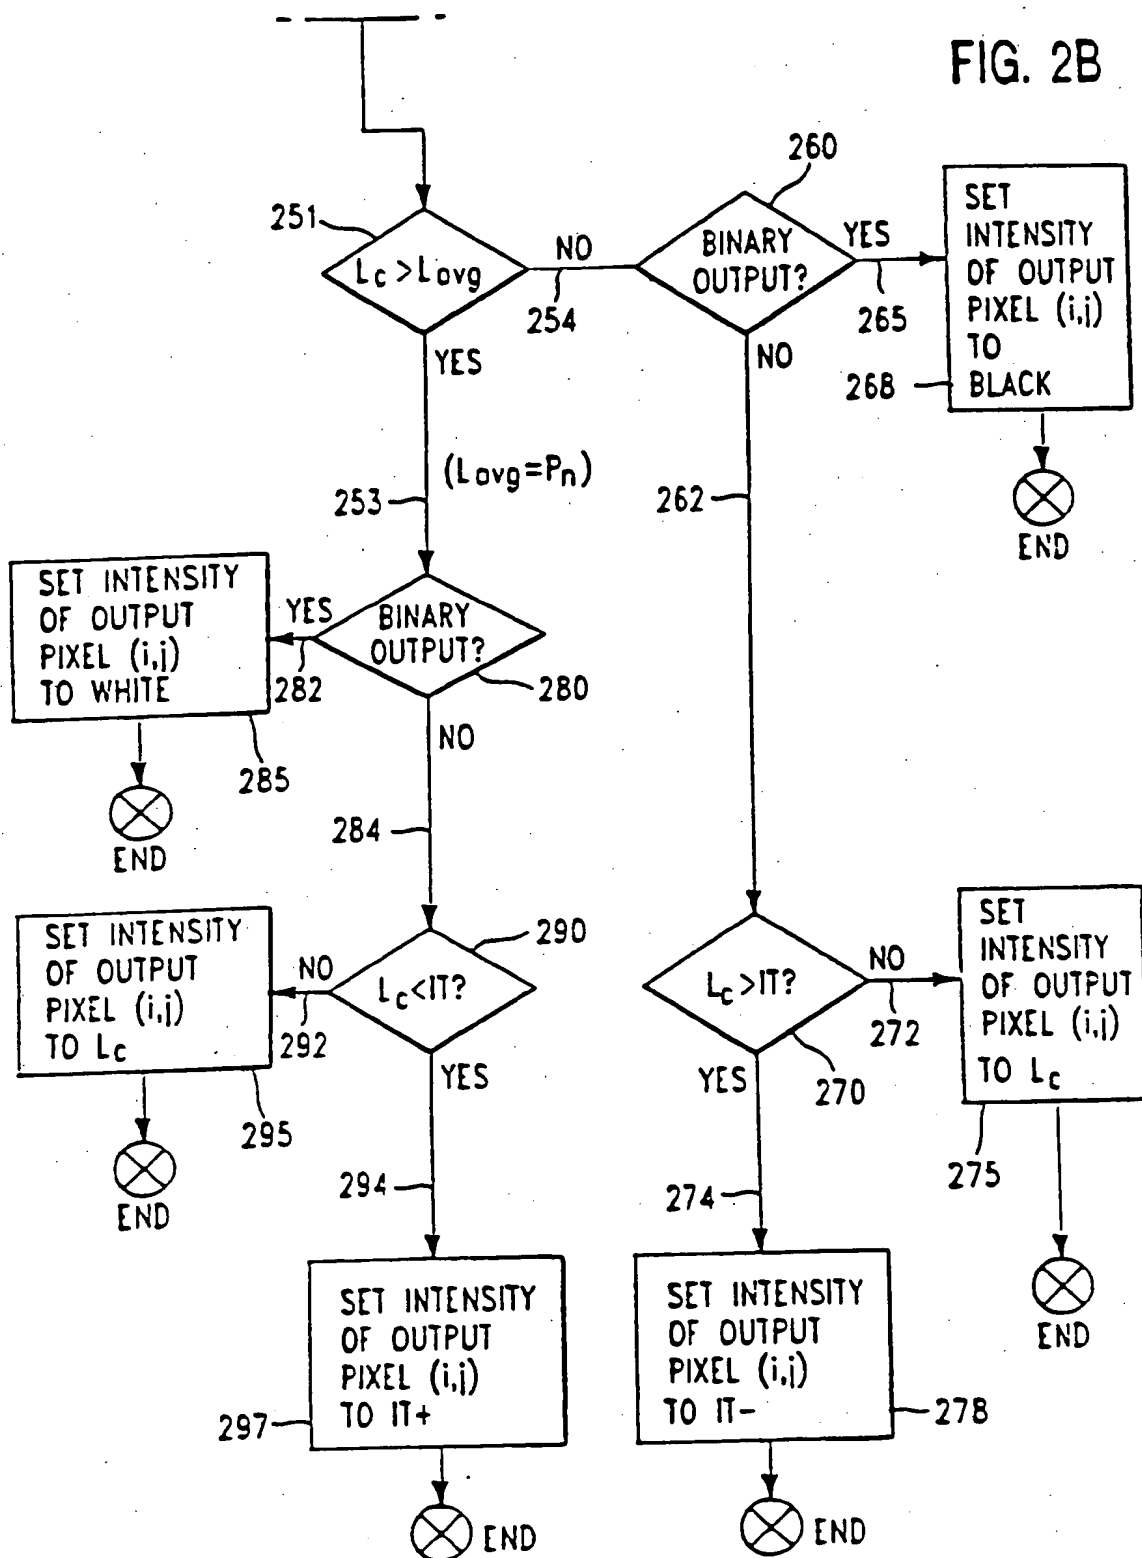 FIG. 2B
260
251
Lc > Lavg
NO
254
BINARY
OUTPUT?
YES
265
SET
INTENSITY
OF OUTPUT
PIXEL (i,j)
TO
BLACK
268
END
YES
NO
(Lavg=Pn)
253
262
SET INTENSITY
OF OUTPUT
PIXEL (i,j)
TO WHITE
YES
282
BINARY
OUTPUT?
280
285
NO
END
284
SET INTENSITY
OF OUTPUT
PIXEL (i,j)
TO Lc
NO
292
Lc<IT?
290
295
YES
END
Lc>IT?
NO
272
270
YES
SET
INTENSITY
OF OUTPUT
PIXEL (i,j)
TO Lc
275
END
294
274
SET INTENSITY
OF OUTPUT
PIXEL (i,j)
TO IT+
297
END
SET INTENSITY
OF OUTPUT
PIXEL (i,j)
TO IT-
278
END